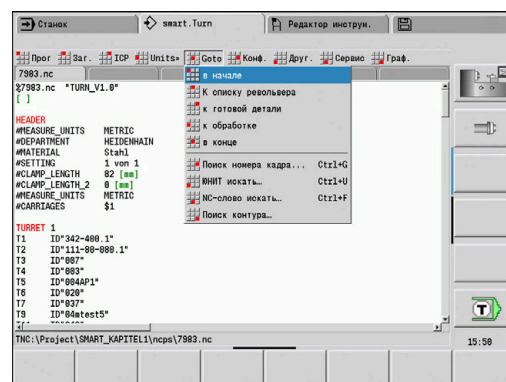 Станок smart.Turn Редактор инструм.
Прог Заг. ICP Units» Goto Конф. Друг. Сервис Граф.
7983.nc
%7983.nc "TURN_V1.0"
[ ]
HEADER
#MEASURE_UNITS METRIC
#DEPARTMENT HEIDENHAIN
#MATERIAL Stahl
#SETTING 1 von 1
#CLAMP_LENGTH 82 [mm]
#CLAMP_LENGTH_2 0 [mm]
#MEASURE_UNITS METRIC
#CARRIAGES $1
TURRET 1
T1 ID"342-400.1"
T2 ID"111-80-080.1"
T3 ID"007"
T4 ID"003"
T5 ID"004AP1"
T6 ID"020"
T7 ID"037"
T9 ID"04mtest5"
в начале
К списку револьвера
к готовой детали
к обработке
в конце
Поиск номера кадра... Ctrl+G
ЮНИТ искать… Ctrl+U
NC-слово искать… Ctrl+F
Поиск контура…
TNC:\Project\SMART_KAPITEL1\ncps\7983.nc
T
15:50